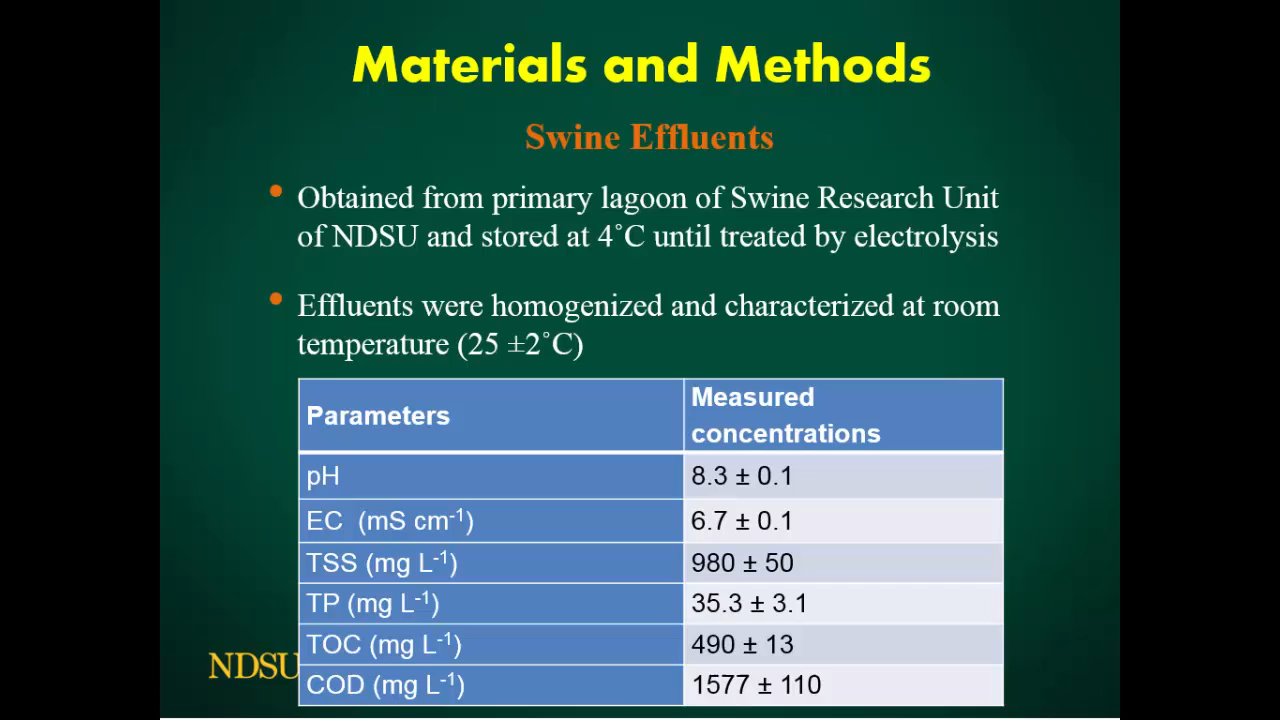 Materials and Methods
Swine Effluents
• Obtained from primary lagoon of Swine Research Unit
of NDSU and stored at 4˚C until treated by electrolysis
• Effluents were homogenized and characterized at room
temperature (25 ±2˚C)
Parameters Measured
concentrations
pH 8.3 ± 0.1
EC (mS cm⁻¹) 6.7 ± 0.1
TSS (mg L⁻¹) 980 ± 50
TP (mg L⁻¹) 35.3 ± 3.1
TOC (mg L⁻¹) 490 ± 13
COD (mg L⁻¹) 1577 ± 110
NDSU